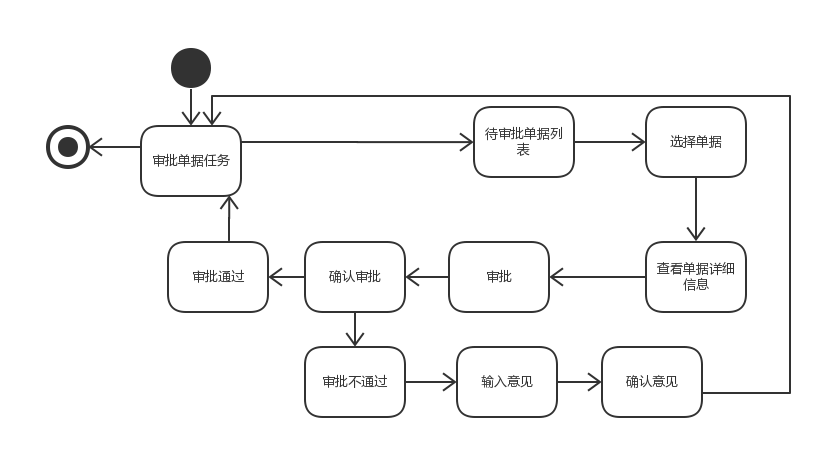 待审批单据列
表
选择单据
审批单据任务
审批通过
确认审批
审批
查看单据详细
信息
审批不通过
输入意见
确认意见